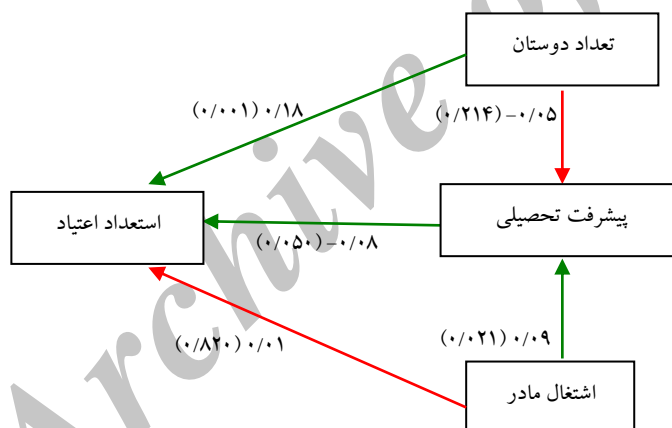 تعداد دوستان
(۰/۰۰۱) ۰/۱۸
(۰/۲۱۴) -۰/۰۵
پیشرفت تحصیلی
استعداد اعتیاد
(۰/۰۵۰) -۰/۰۸
(۰/۸۲۰) ۰/۰۱
(۰/۰۲۱) ۰/۰۹
اشتغال مادر
Archive